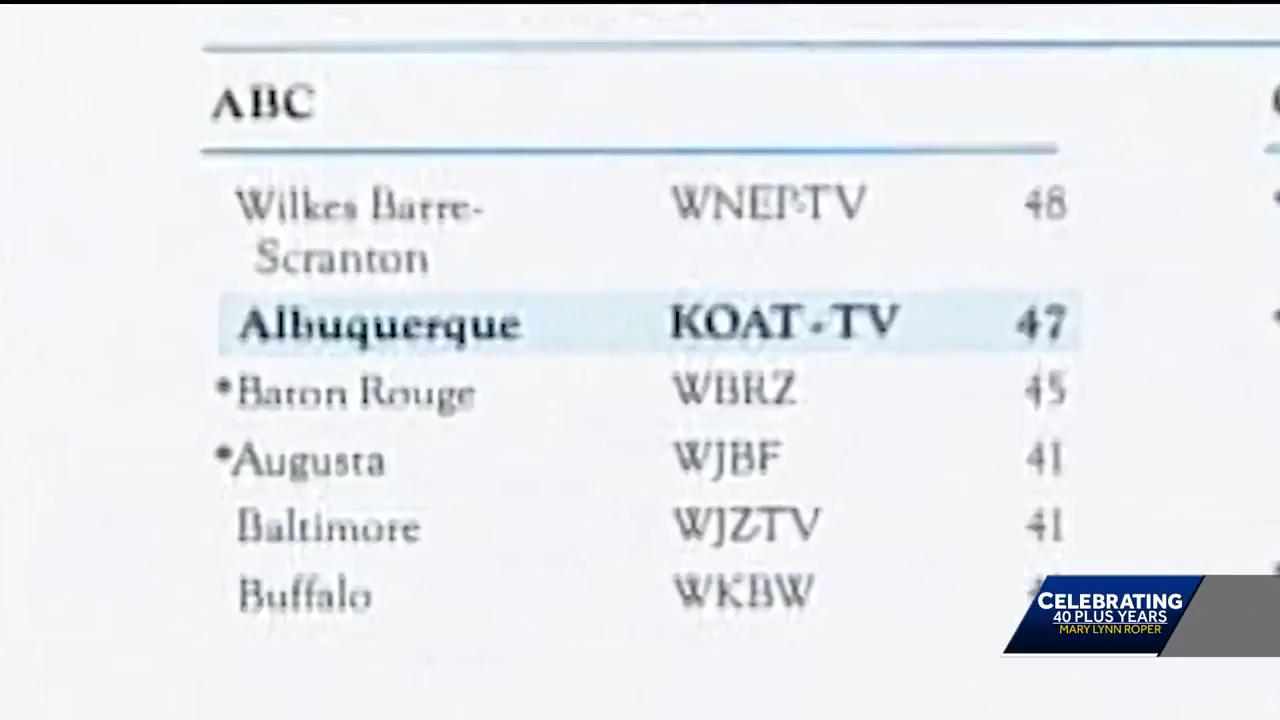 ABC
Wilkes Barre- WNEP-TV 48
Scranton
Albuquerque KOAT-TV 47
•Baton Rouge WBRZ 45
•Augusta WJBF 41
Baltimore WJZTV 41
Buffalo WKBW
CELEBRATING
40 PLUS YEARS
MARY LYNN ROPER